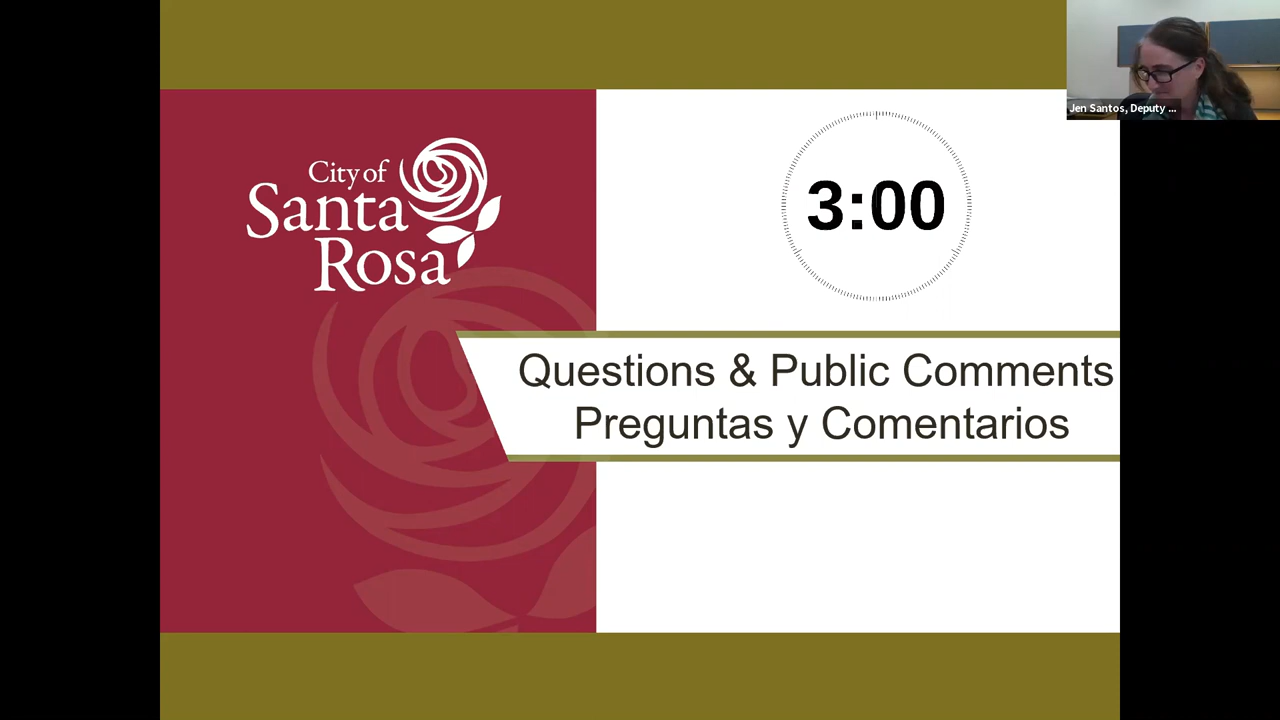 City of
Santa
Rosa
3:00
Questions & Public Comments
Preguntas y Comentarios
Jen Santos, Deputy ...